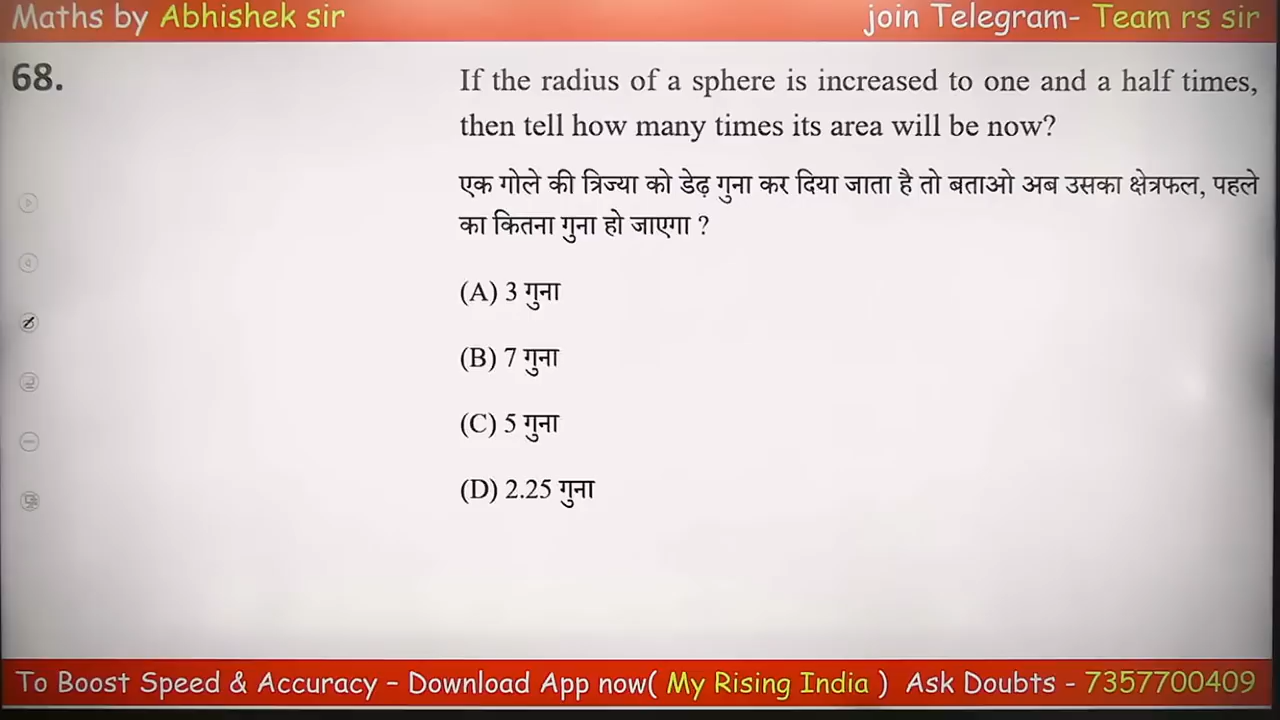 Maths by Abhishek sir
join Telegram- Team rs sir
68.
If the radius of a sphere is increased to one and a half times,
then tell how many times its area will be now?
एक गोले की त्रिज्या को डेढ़ गुना कर दिया जाता है तो बताओ अब उसका क्षेत्रफल, पहले
का कितना गुना हो जाएगा ?
(A) 3 गुना
(B) 7 गुना
(C) 5 गुना
(D) 2.25 गुना
To Boost Speed & Accuracy – Download App now( My Rising India ) Ask Doubts - 7357700409